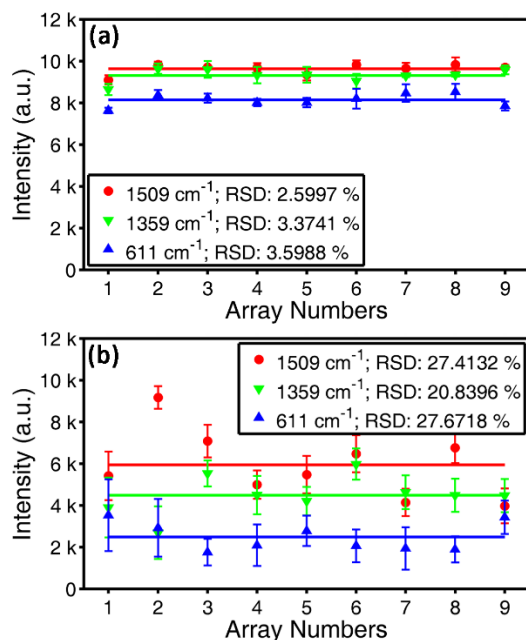 (a)
Intensity (a.u.)
12 k
10 k
8 k
6 k
4 k
2 k
0
1509 cm⁻¹; RSD: 2.5997 %
1359 cm⁻¹; RSD: 3.3741 %
611 cm⁻¹; RSD: 3.5988 %
1 2 3 4 5 6 7 8 9
Array Numbers
(b)
Intensity (a.u.)
12 k
10 k
8 k
6 k
4 k
2 k
0
1509 cm⁻¹; RSD: 27.4132 %
1359 cm⁻¹; RSD: 20.8396 %
611 cm⁻¹; RSD: 27.6718 %
1 2 3 4 5 6 7 8 9
Array Numbers